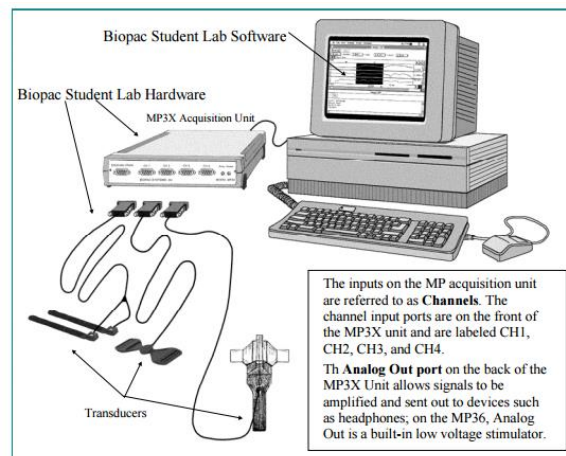 Biopac Student Lab Software
Biopac Student Lab Hardware
MP3X Acquisition Unit
Transducers
The inputs on the MP acquisition unit
are referred to as Channels. The
channel input ports are on the front of
the MP3X unit and are labeled CH1,
CH2, CH3, and CH4.
Th Analog Out port on the back of the
MP3X Unit allows signals to be
amplified and sent out to devices such
as headphones; on the MP36, Analog
Out is a built-in low voltage stimulator.